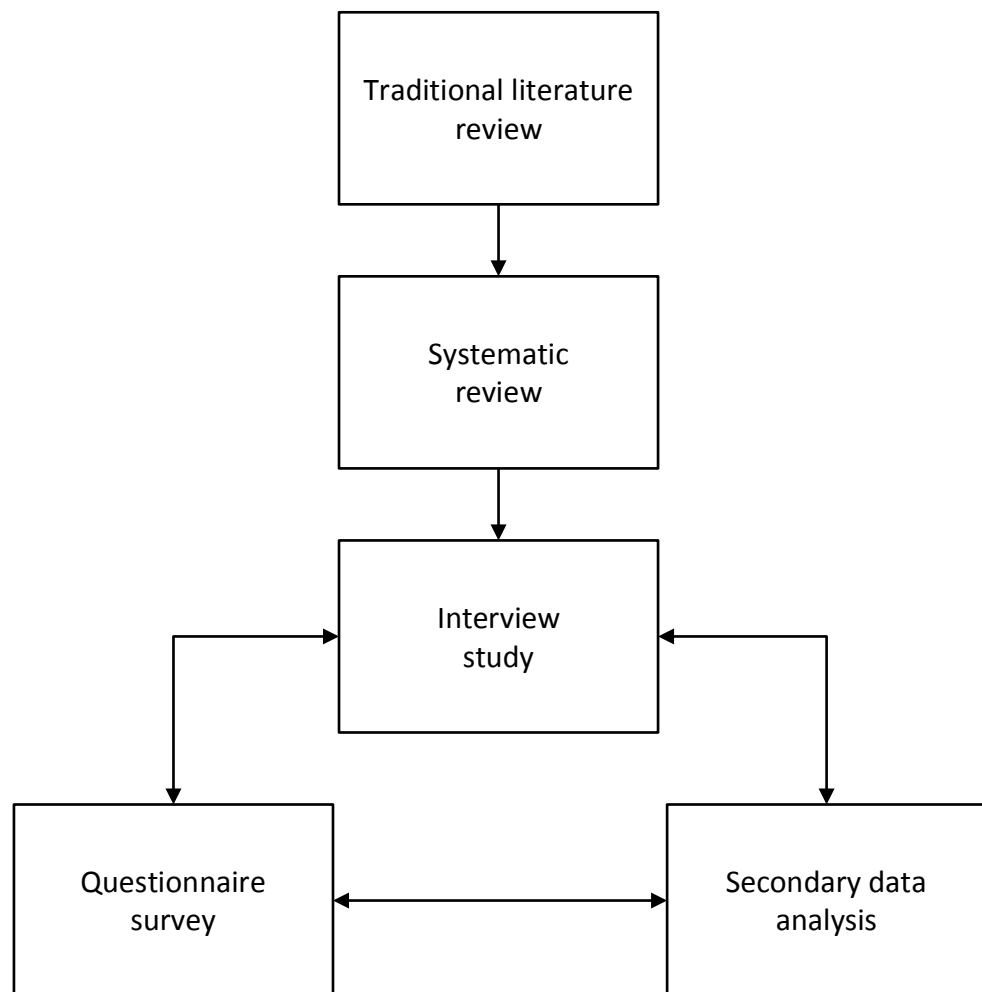 Traditional literature
review
Systematic
review
Interview
study
Questionnaire
survey
Secondary data
analysis